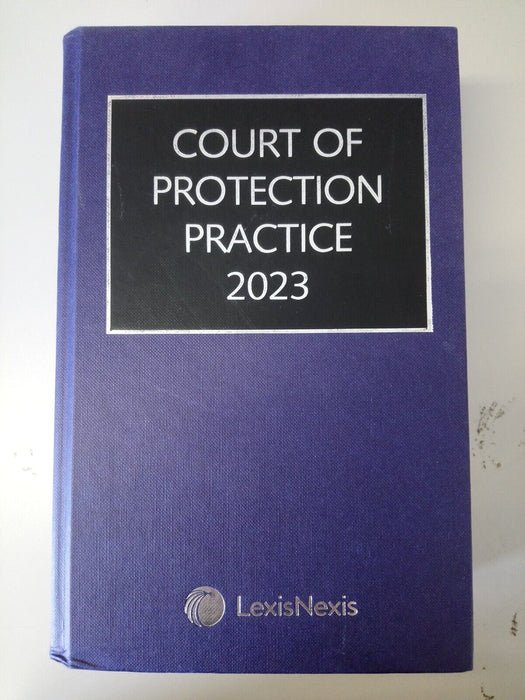 COURT OF
PROTECTION
PRACTICE
2023
LexisNexis